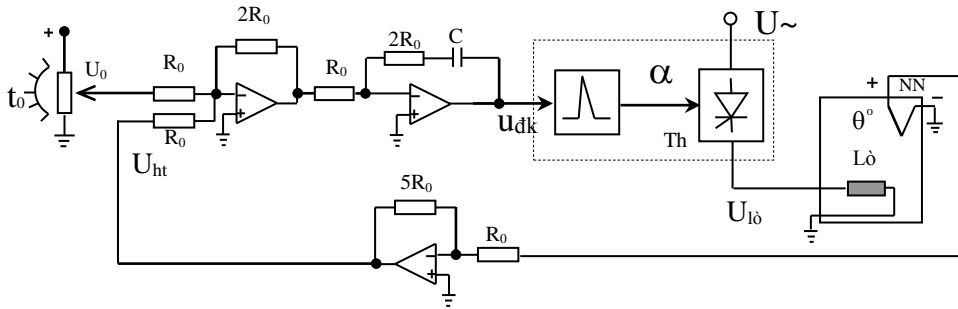 2R₀
+
t₀
U₀
R₀
−
+
R₀
R₀
2R₀
C
−
+
uđk
α
Th
U~
+
NN
−
θ°
Lò
Ulò
Uht
5R₀
−
+
R₀